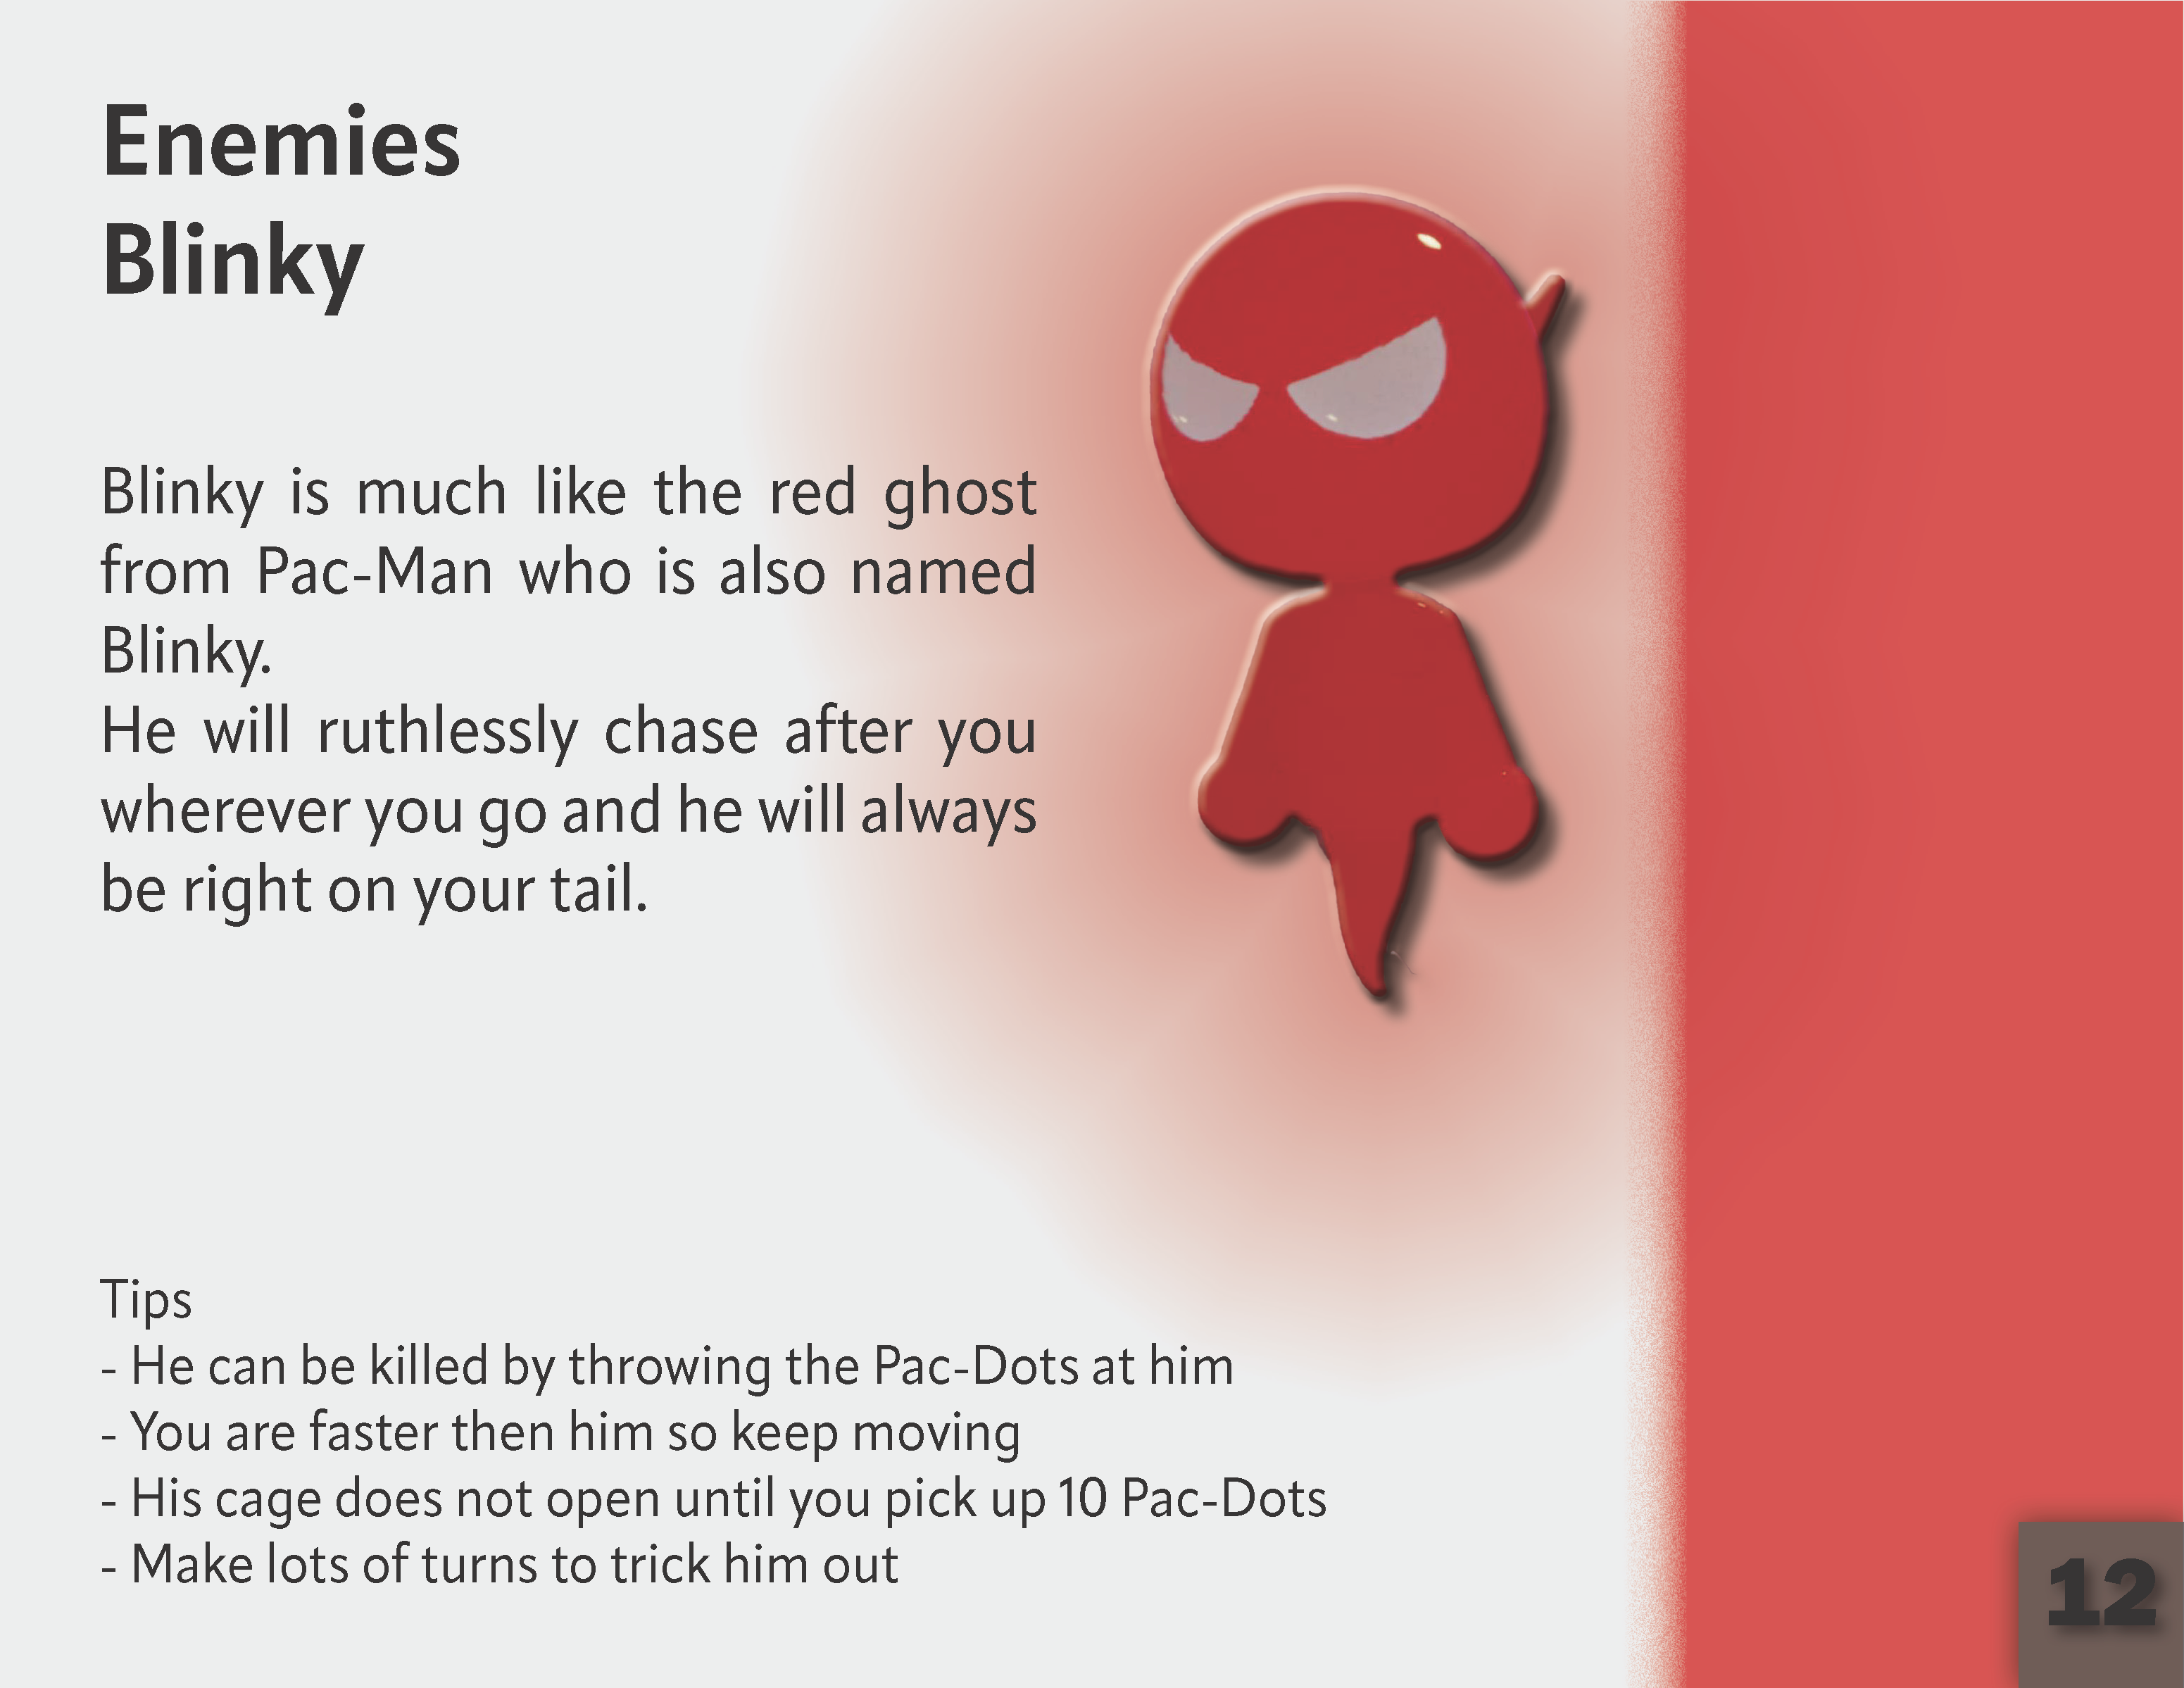 Enemies
Blinky
Blinky is much like the red ghost
from Pac-Man who is also named
Blinky.
He will ruthlessly chase after you
wherever you go and he will always
be right on your tail.
Tips
- He can be killed by throwing the Pac-Dots at him
- You are faster then him so keep moving
- His cage does not open until you pick up 10 Pac-Dots
- Make lots of turns to trick him out
12